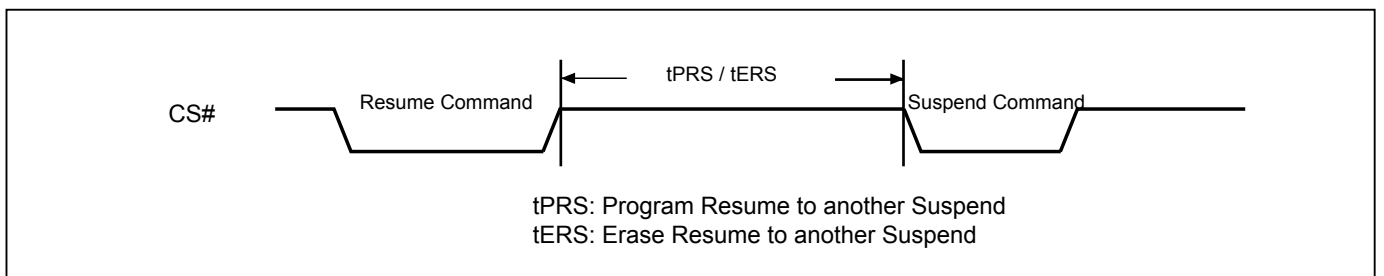 tPRS / tERS
CS#
Resume Command
Suspend Command
tPRS: Program Resume to another Suspend
tERS: Erase Resume to another Suspend